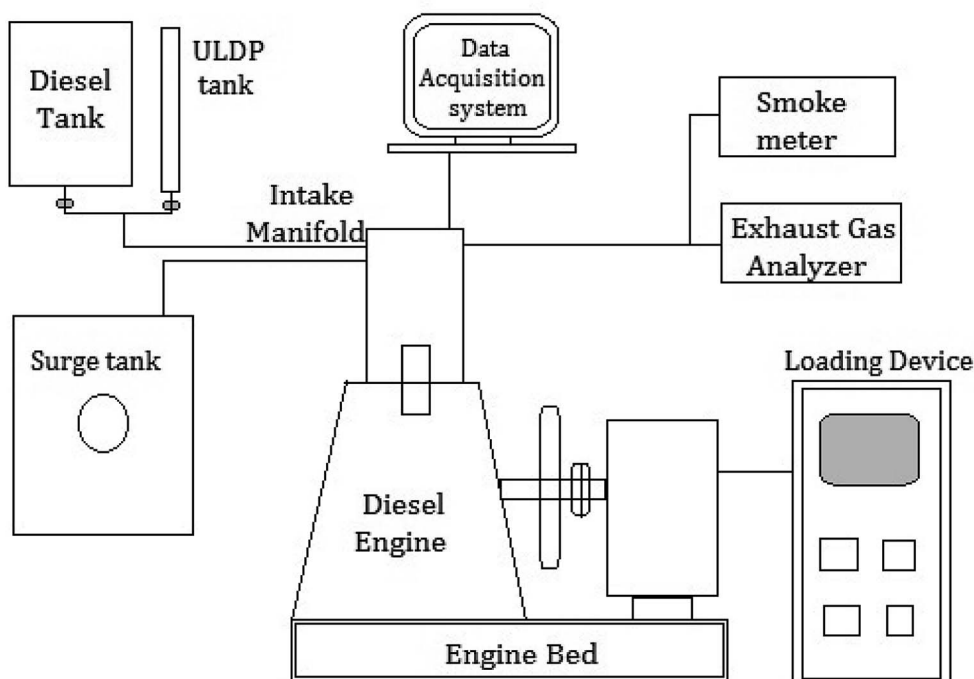 Diesel
Tank
ULDP
tank
Data
Acquisition
system
Smoke
meter
Intake
Manifold
Exhaust Gas
Analyzer
Surge tank
Loading Device
Diesel
Engine
Engine Bed